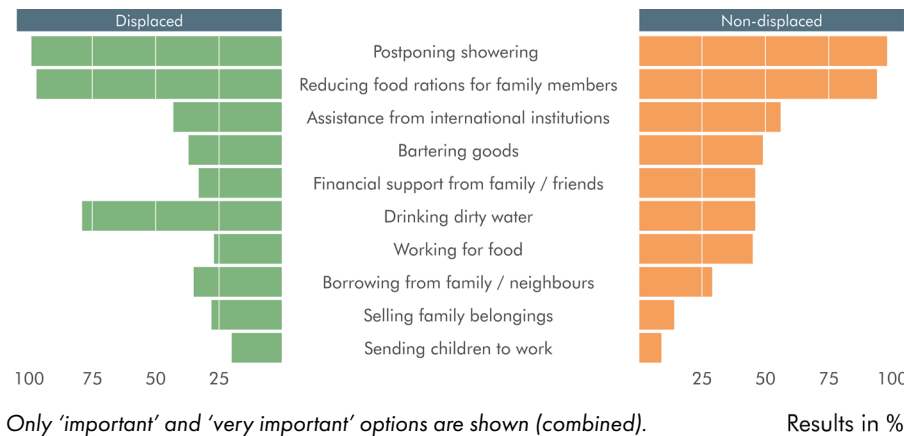 Displaced
Non-displaced
Postponing showering
Reducing food rations for family members
Assistance from international institutions
Bartering goods
Financial support from family / friends
Drinking dirty water
Working for food
Borrowing from family / neighbours
Selling family belongings
Sending children to work
100 75 50 25
25 50 75 100
Only ‘important’ and ‘very important’ options are shown (combined).
Results in %